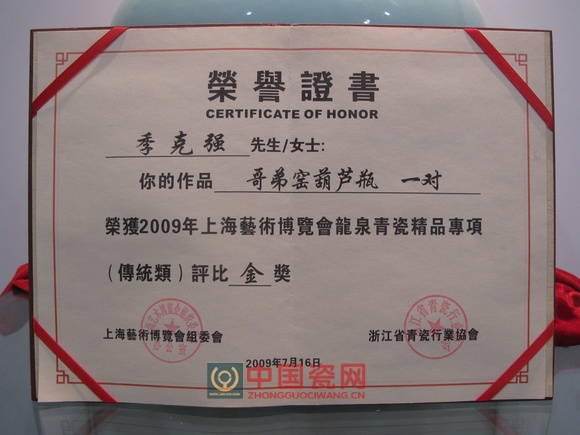 榮譽證書
CERTIFICATE OF HONOR
季克强 先生/女士:
你的作品 哥弟窑葫芦瓶 一对
榮獲2009年上海藝術博覽會龍泉青瓷精品專項
(傳統類)評比金獎
上海藝術博覽會組委會 浙江省青瓷行業協會
2009年7月16日
中国瓷网
ZHONGGUOCIWANG.CN